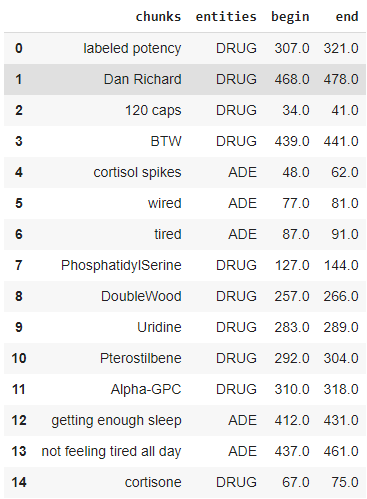 chunks entities begin end
0 labeled potency DRUG 307.0 321.0
1 Dan Richard DRUG 468.0 478.0
2 120 caps DRUG 34.0 41.0
3 BTW DRUG 439.0 441.0
4 cortisol spikes ADE 48.0 62.0
5 wired ADE 77.0 81.0
6 tired ADE 87.0 91.0
7 PhosphatidylSerine DRUG 127.0 144.0
8 DoubleWood DRUG 257.0 266.0
9 Uridine DRUG 283.0 289.0
10 Pterostilbene DRUG 292.0 304.0
11 Alpha-GPC DRUG 310.0 318.0
12 getting enough sleep ADE 412.0 431.0
13 not feeling tired all day ADE 437.0 461.0
14 cortisone DRUG 67.0 75.0